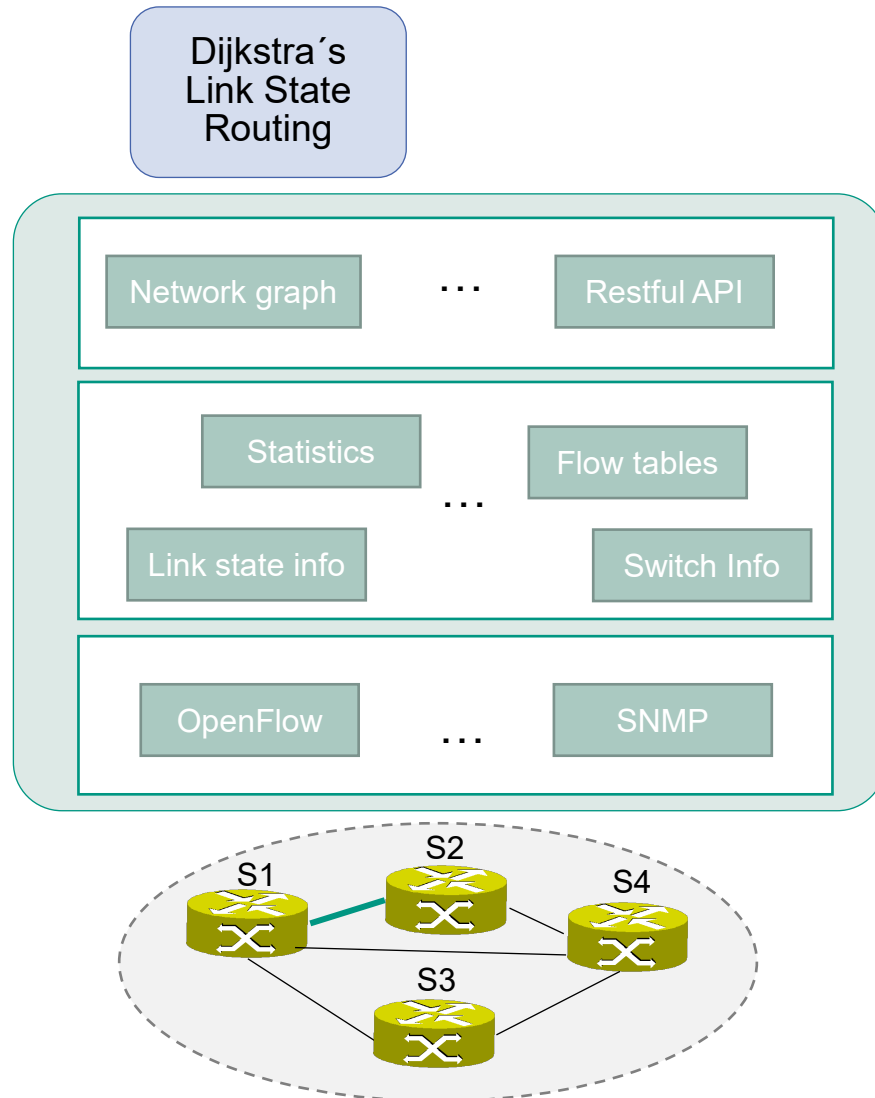 Dijkstra´s
Link State
Routing
Network graph
...
Restful API
Statistics
Flow tables
...
Link state info
Switch Info
OpenFlow
...
SNMP
S1
S2
S4
S3